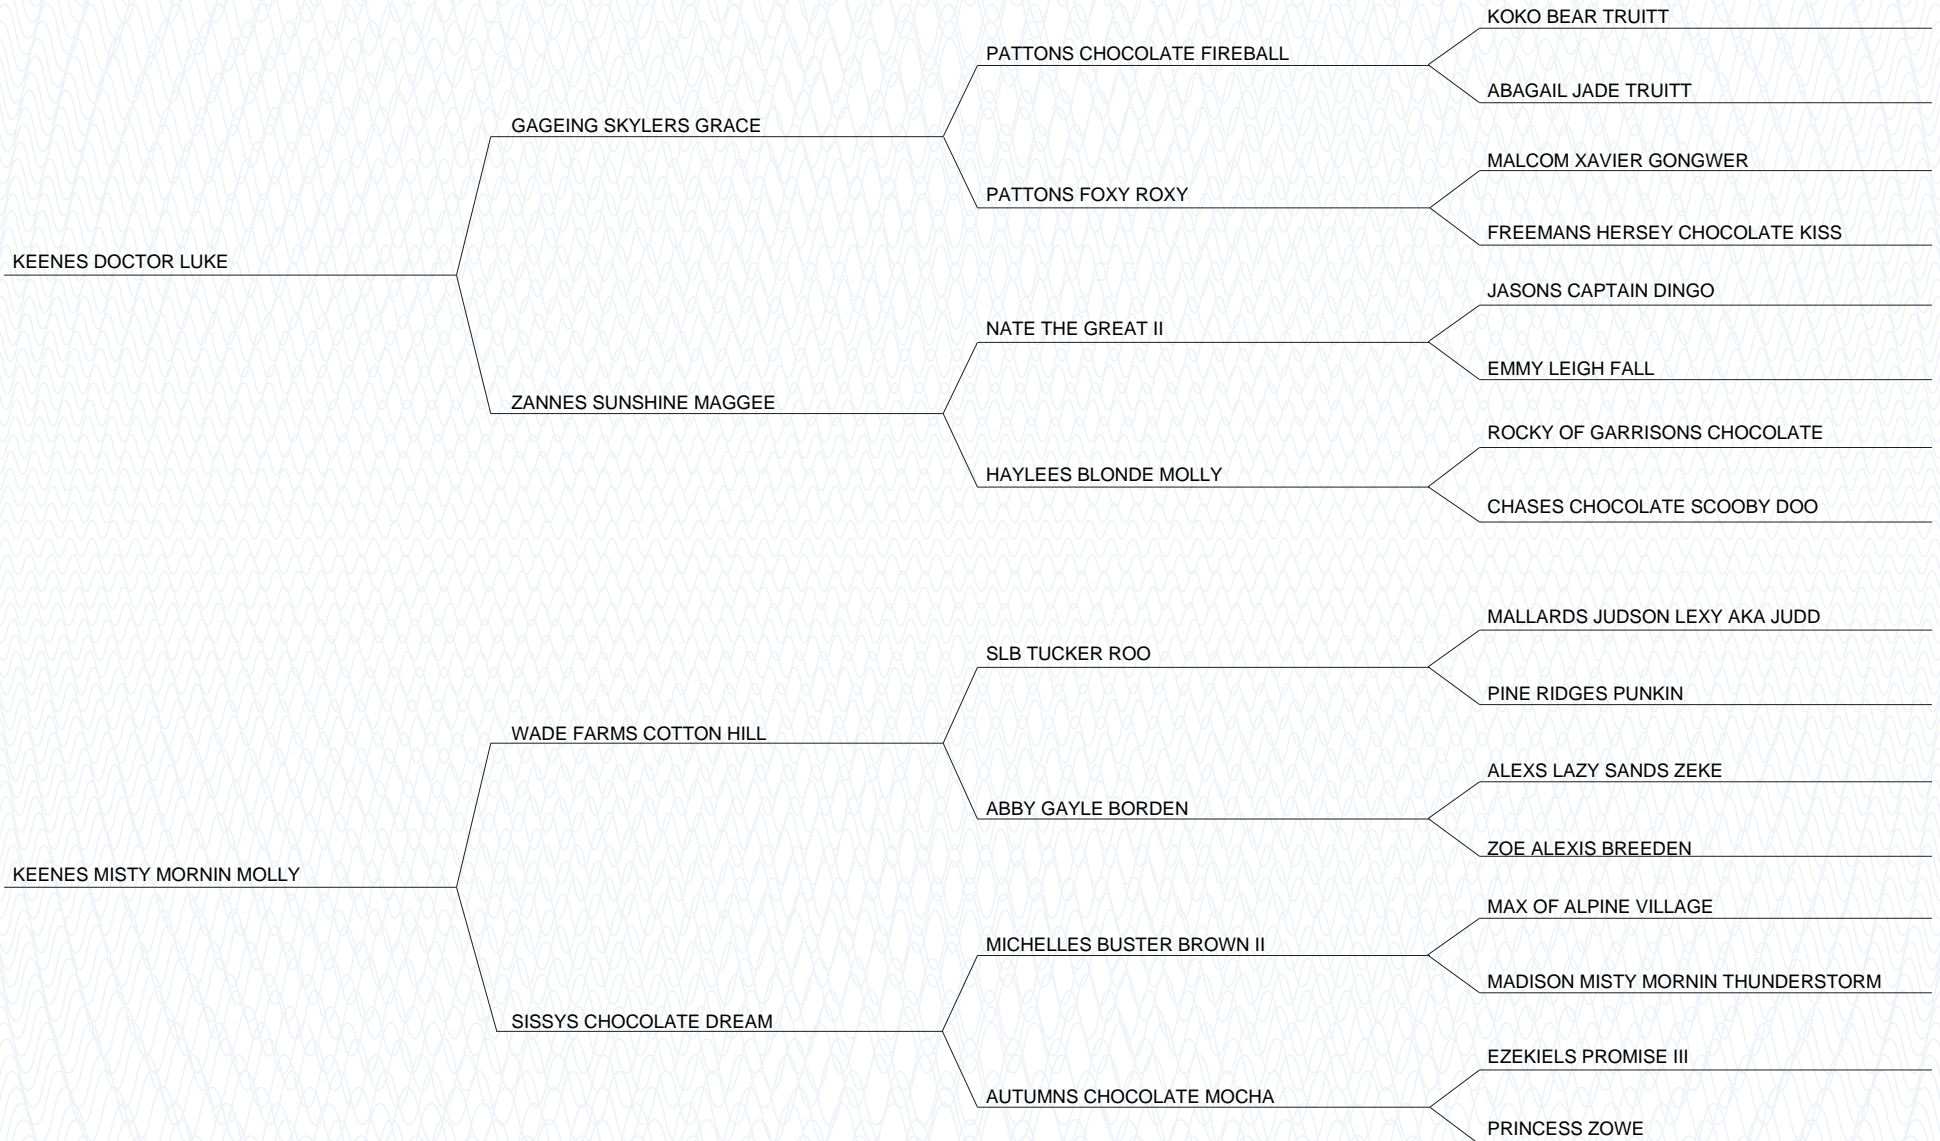 KOKO BEAR TRUITT
PATTONS CHOCOLATE FIREBALL
ABAGAIL JADE TRUITT
GAGEING SKYLERS GRACE
MALCOM XAVIER GONGWER
PATTONS FOXY ROXY
FREEMANS HERSEY CHOCOLATE KISS
KEENES DOCTOR LUKE
JASONS CAPTAIN DINGO
NATE THE GREAT II
EMMY LEIGH FALL
ZANNES SUNSHINE MAGGEE
ROCKY OF GARRISONS CHOCOLATE
HAYLEES BLONDE MOLLY
CHASES CHOCOLATE SCOOBY DOO
MALLARDS JUDSON LEXY AKA JUDD
SLB TUCKER ROO
PINE RIDGES PUNKIN
WADE FARMS COTTON HILL
ALEXS LAZY SANDS ZEKE
ABBY GAYLE BORDEN
ZOE ALEXIS BREEDEN
KEENES MISTY MORNIN MOLLY
MAX OF ALPINE VILLAGE
MICHELLES BUSTER BROWN II
MADISON MISTY MORNIN THUNDERSTORM
SISSYS CHOCOLATE DREAM
EZEKIELS PROMISE III
AUTUMNS CHOCOLATE MOCHA
PRINCESS ZOWE